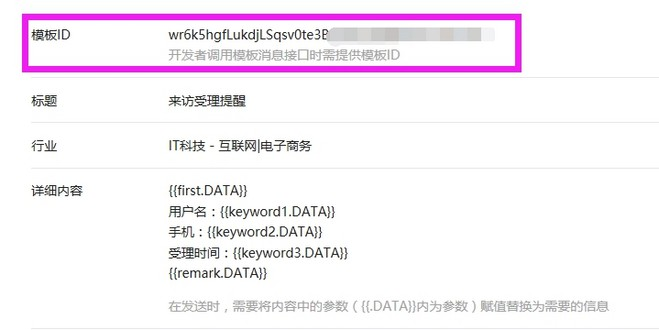 模板ID wr6k5hgfLukdjLSqsv0te3B
开发者调用模板消息接口时需提供模板ID
标题 来访受理提醒
行业 IT科技 - 互联网|电子商务
详细内容 {{first.DATA}}
用户名：{{keyword1.DATA}}
手机：{{keyword2.DATA}}
受理时间：{{keyword3.DATA}}
{{remark.DATA}}
在发送时，需要将内容中的参数（{{.DATA}}内为参数）赋值替换为需要的信息